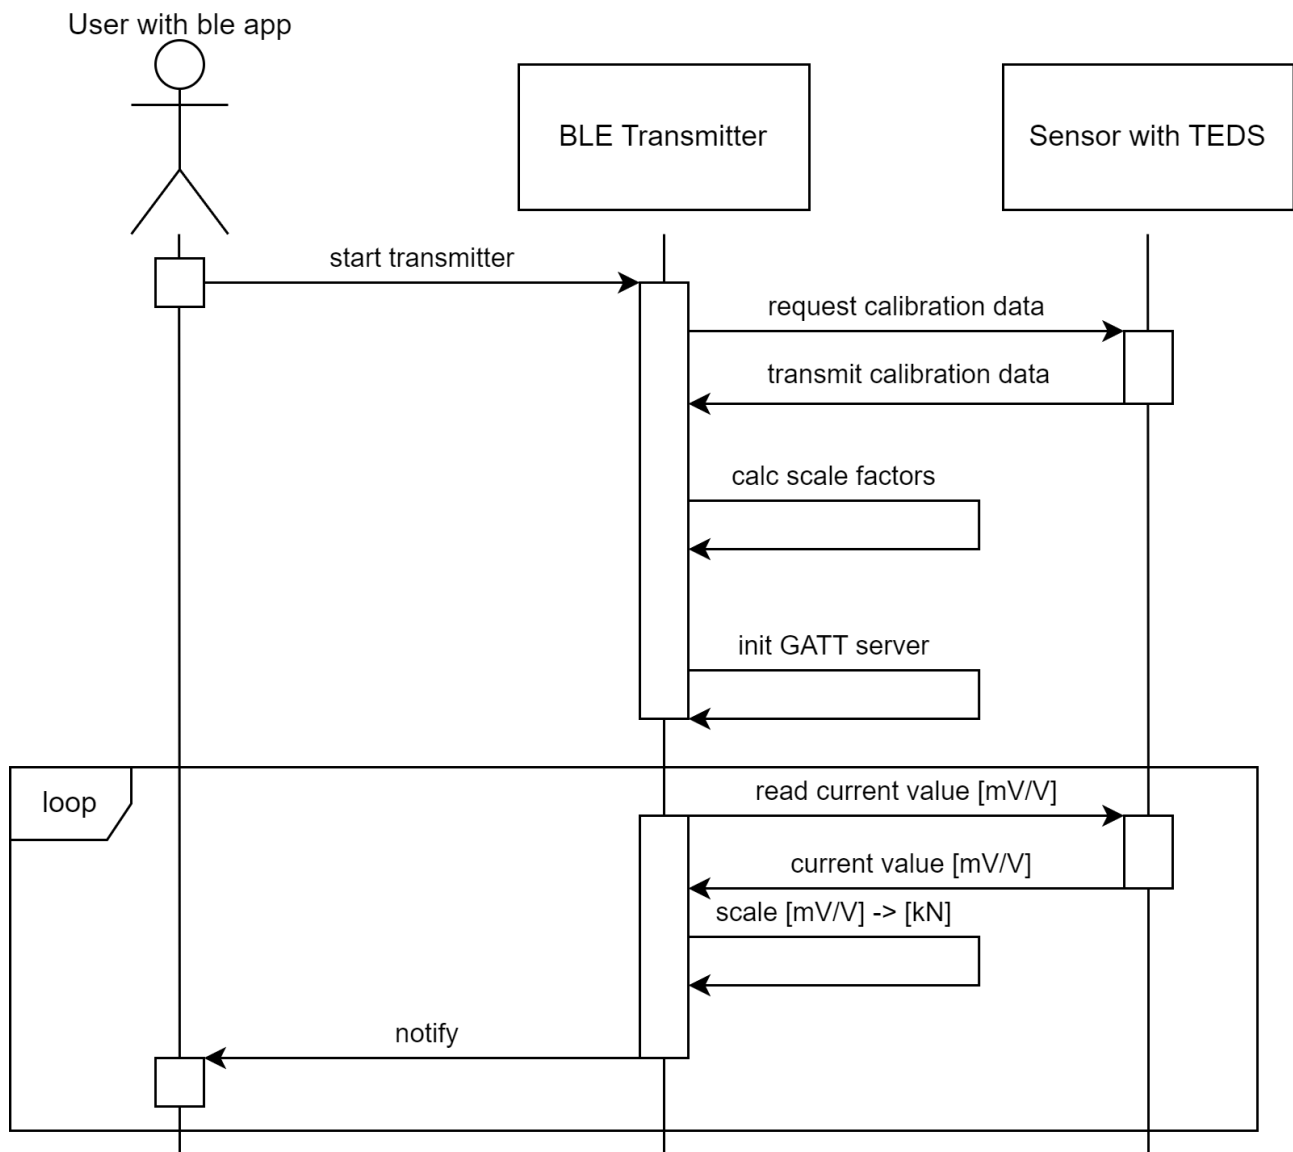 User with ble app
BLE Transmitter
Sensor with TEDS
start transmitter
request calibration data
transmit calibration data
calc scale factors
init GATT server
loop
read current value [mV/V]
current value [mV/V]
scale [mV/V] -> [kN]
notify